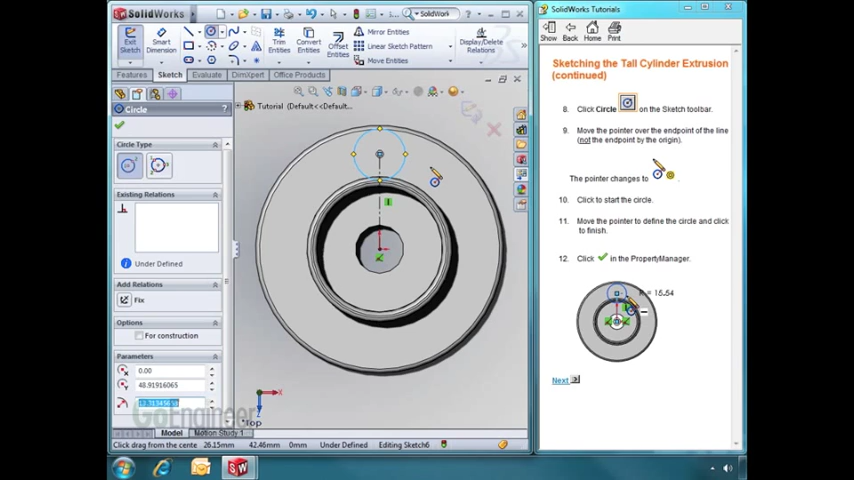 SolidWorks
SolidWork
Exit
Sketch
Smart
Dimension
Trim
Entities
Convert
Entities
Offset
Entities
Mirror Entities
Linear Sketch Pattern
Move Entities
Display/Delete
Relations
Features
Sketch
Evaluate
DimXpert
Office Products
Circle
Tutorial (Default<<Default...
Circle Type
Existing Relations
Under Defined
Add Relations
Fix
Options
For construction
Parameters
0.00
48.91916065
GoEngineer
*Top
Model
Motion Study 1
Click drag from the cente
26.15mm
42.46mm
0mm
Under Defined
Editing Sketch6
SolidWorks Tutorials
Show
Back
Home
Print
Sketching the Tall Cylinder Extrusion
(continued)
8. Click Circle on the Sketch toolbar.
9. Move the pointer over the endpoint of the line
(not the endpoint by the origin).
The pointer changes to .
10. Click to start the circle.
11. Move the pointer to define the circle and click
to finish.
12. Click in the PropertyManager.
R = 15.54
Next